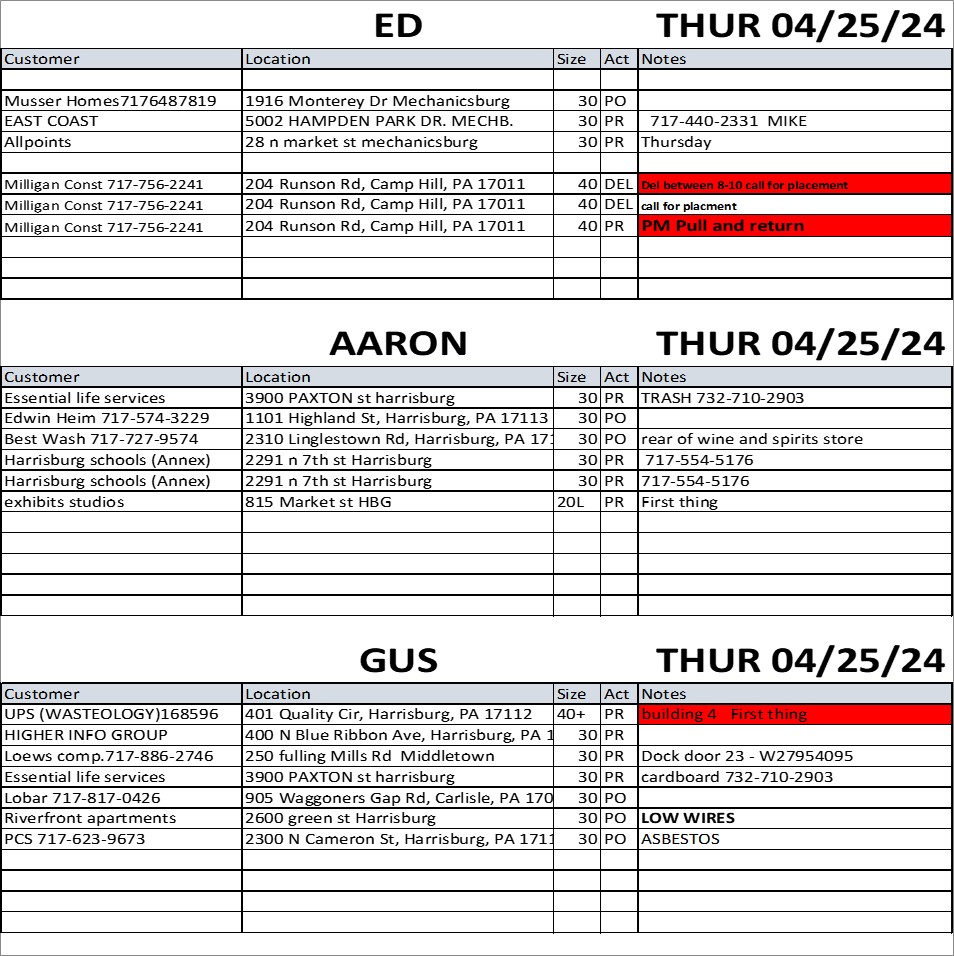 ED THUR 04/25/24
Customer Location Size Act Notes
Musser Homes7176487819 1916 Monterey Dr Mechanicsburg 30 PO
EAST COAST 5002 HAMPDEN PARK DR. MECHB. 30 PR 717-440-2331 MIKE
Allpoints 28 n market st mechanicsburg 30 PR Thursday
Milligan Const 717-756-2241 204 Runson Rd, Camp Hill, PA 17011 40 DEL Del between 8-10 call for placement
Milligan Const 717-756-2241 204 Runson Rd, Camp Hill, PA 17011 40 DEL call for placment
Milligan Const 717-756-2241 204 Runson Rd, Camp Hill, PA 17011 40 PR PM Pull and return
AARON THUR 04/25/24
Customer Location Size Act Notes
Essential life services 3900 PAXTON st harrisburg 30 PR TRASH 732-710-2903
Edwin Heim 717-574-3229 1101 Highland St, Harrisburg, PA 17113 30 PO
Best Wash 717-727-9574 2310 Linglestown Rd, Harrisburg, PA 171 30 PO rear of wine and spirits store
Harrisburg schools (Annex) 2291 n 7th st Harrisburg 30 PR 717-554-5176
Harrisburg schools (Annex) 2291 n 7th st Harrisburg 30 PR 717-554-5176
exhibits studios 815 Market st HBG 20L PR First thing
GUS THUR 04/25/24
Customer Location Size Act Notes
UPS (WASTEOLOGY)168596 401 Quality Cir, Harrisburg, PA 17112 40+ PR building 4 First thing
HIGHER INFO GROUP 400 N Blue Ribbon Ave, Harrisburg, PA 1 30 PR
Loews comp.717-886-2746 250 fulling Mills Rd Middletown 30 PR Dock door 23 - W27954095
Essential life services 3900 PAXTON st harrisburg 30 PR cardboard 732-710-2903
Lobar 717-817-0426 905 Waggoners Gap Rd, Carlisle, PA 170 30 PO
Riverfront apartments 2600 green st Harrisburg 30 PO LOW WIRES
PCS 717-623-9673 2300 N Cameron St, Harrisburg, PA 1711 30 PO ASBESTOS